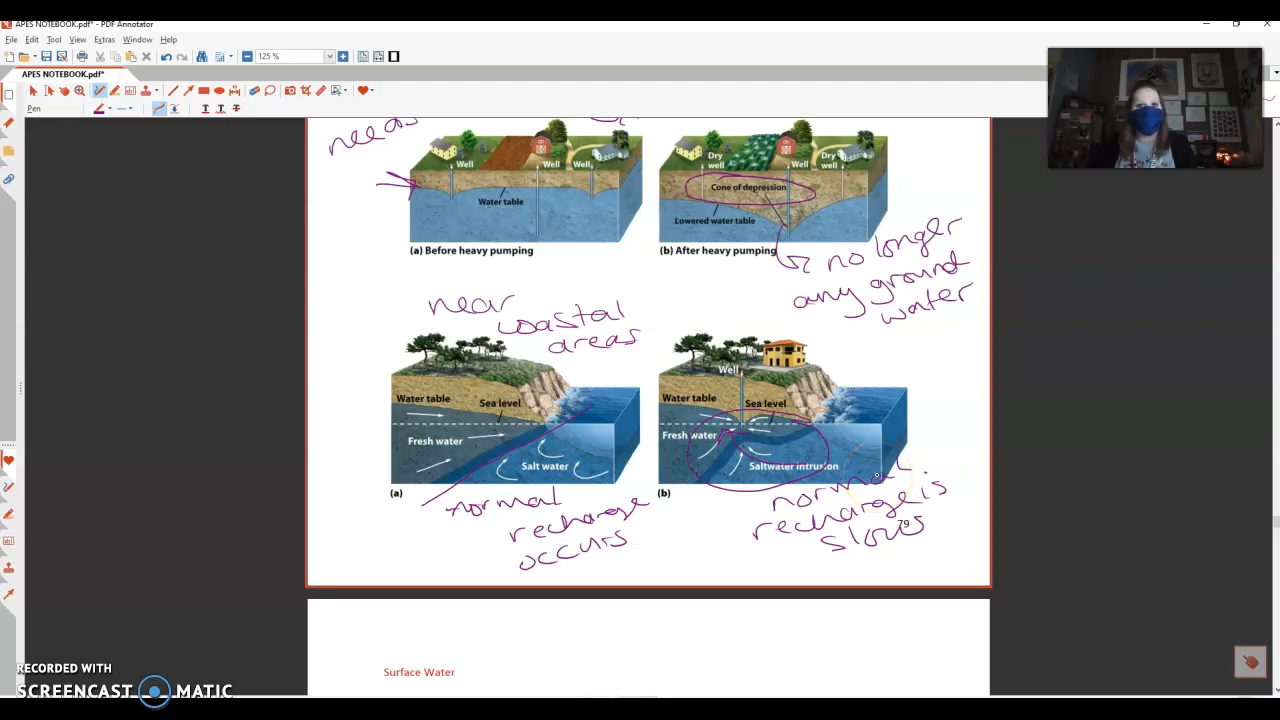 APES NOTEBOOK.pdf* - PDF Annotator
File Edit Tool View Extras Window Help
125 %
APES NOTEBOOK.pdf*
Pen
needs
Well Well Well
Water table
(a) Before heavy pumping
Dry well Well Dry well
Cone of depression
Lowered water table
(b) After heavy pumping
no longer
any ground
water
near
coastal
areas
Water table
Sea level
Fresh water
Salt water
(a)
normal
recharge
occurs
Well
Water table
Sea level
Fresh water
Saltwater intrusion
(b)
normal
recharge is
slows
79
Surface Water
RECORDED WITH
SCREENCAST MATIC